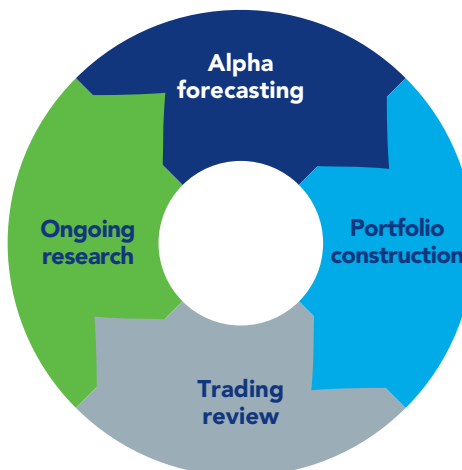 Alpha
forecasting
Portfolio
construction
Trading
review
Ongoing
research